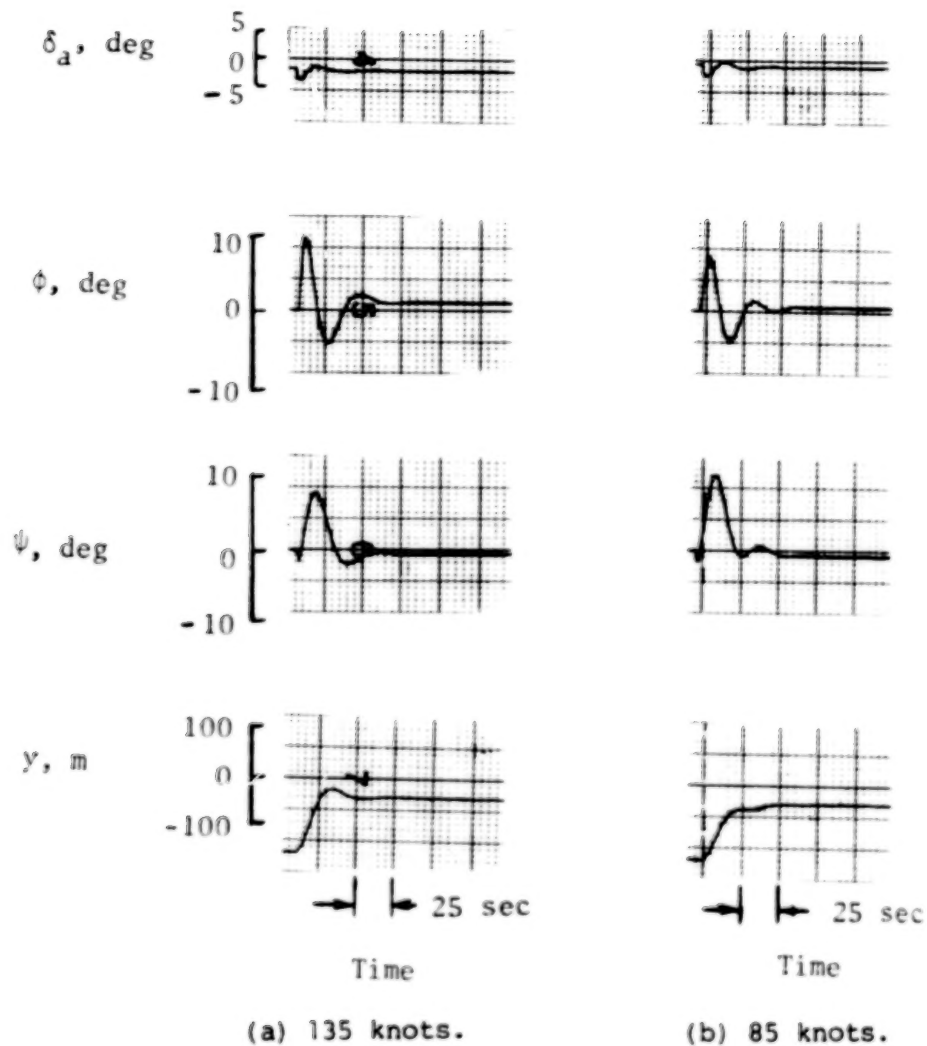 δa, deg
5
0
-5
φ, deg
10
0
-10
ψ, deg
10
0
-10
y, m
100
0
-100
25 sec
25 sec
Time
Time
(a) 135 knots.
(b) 85 knots.